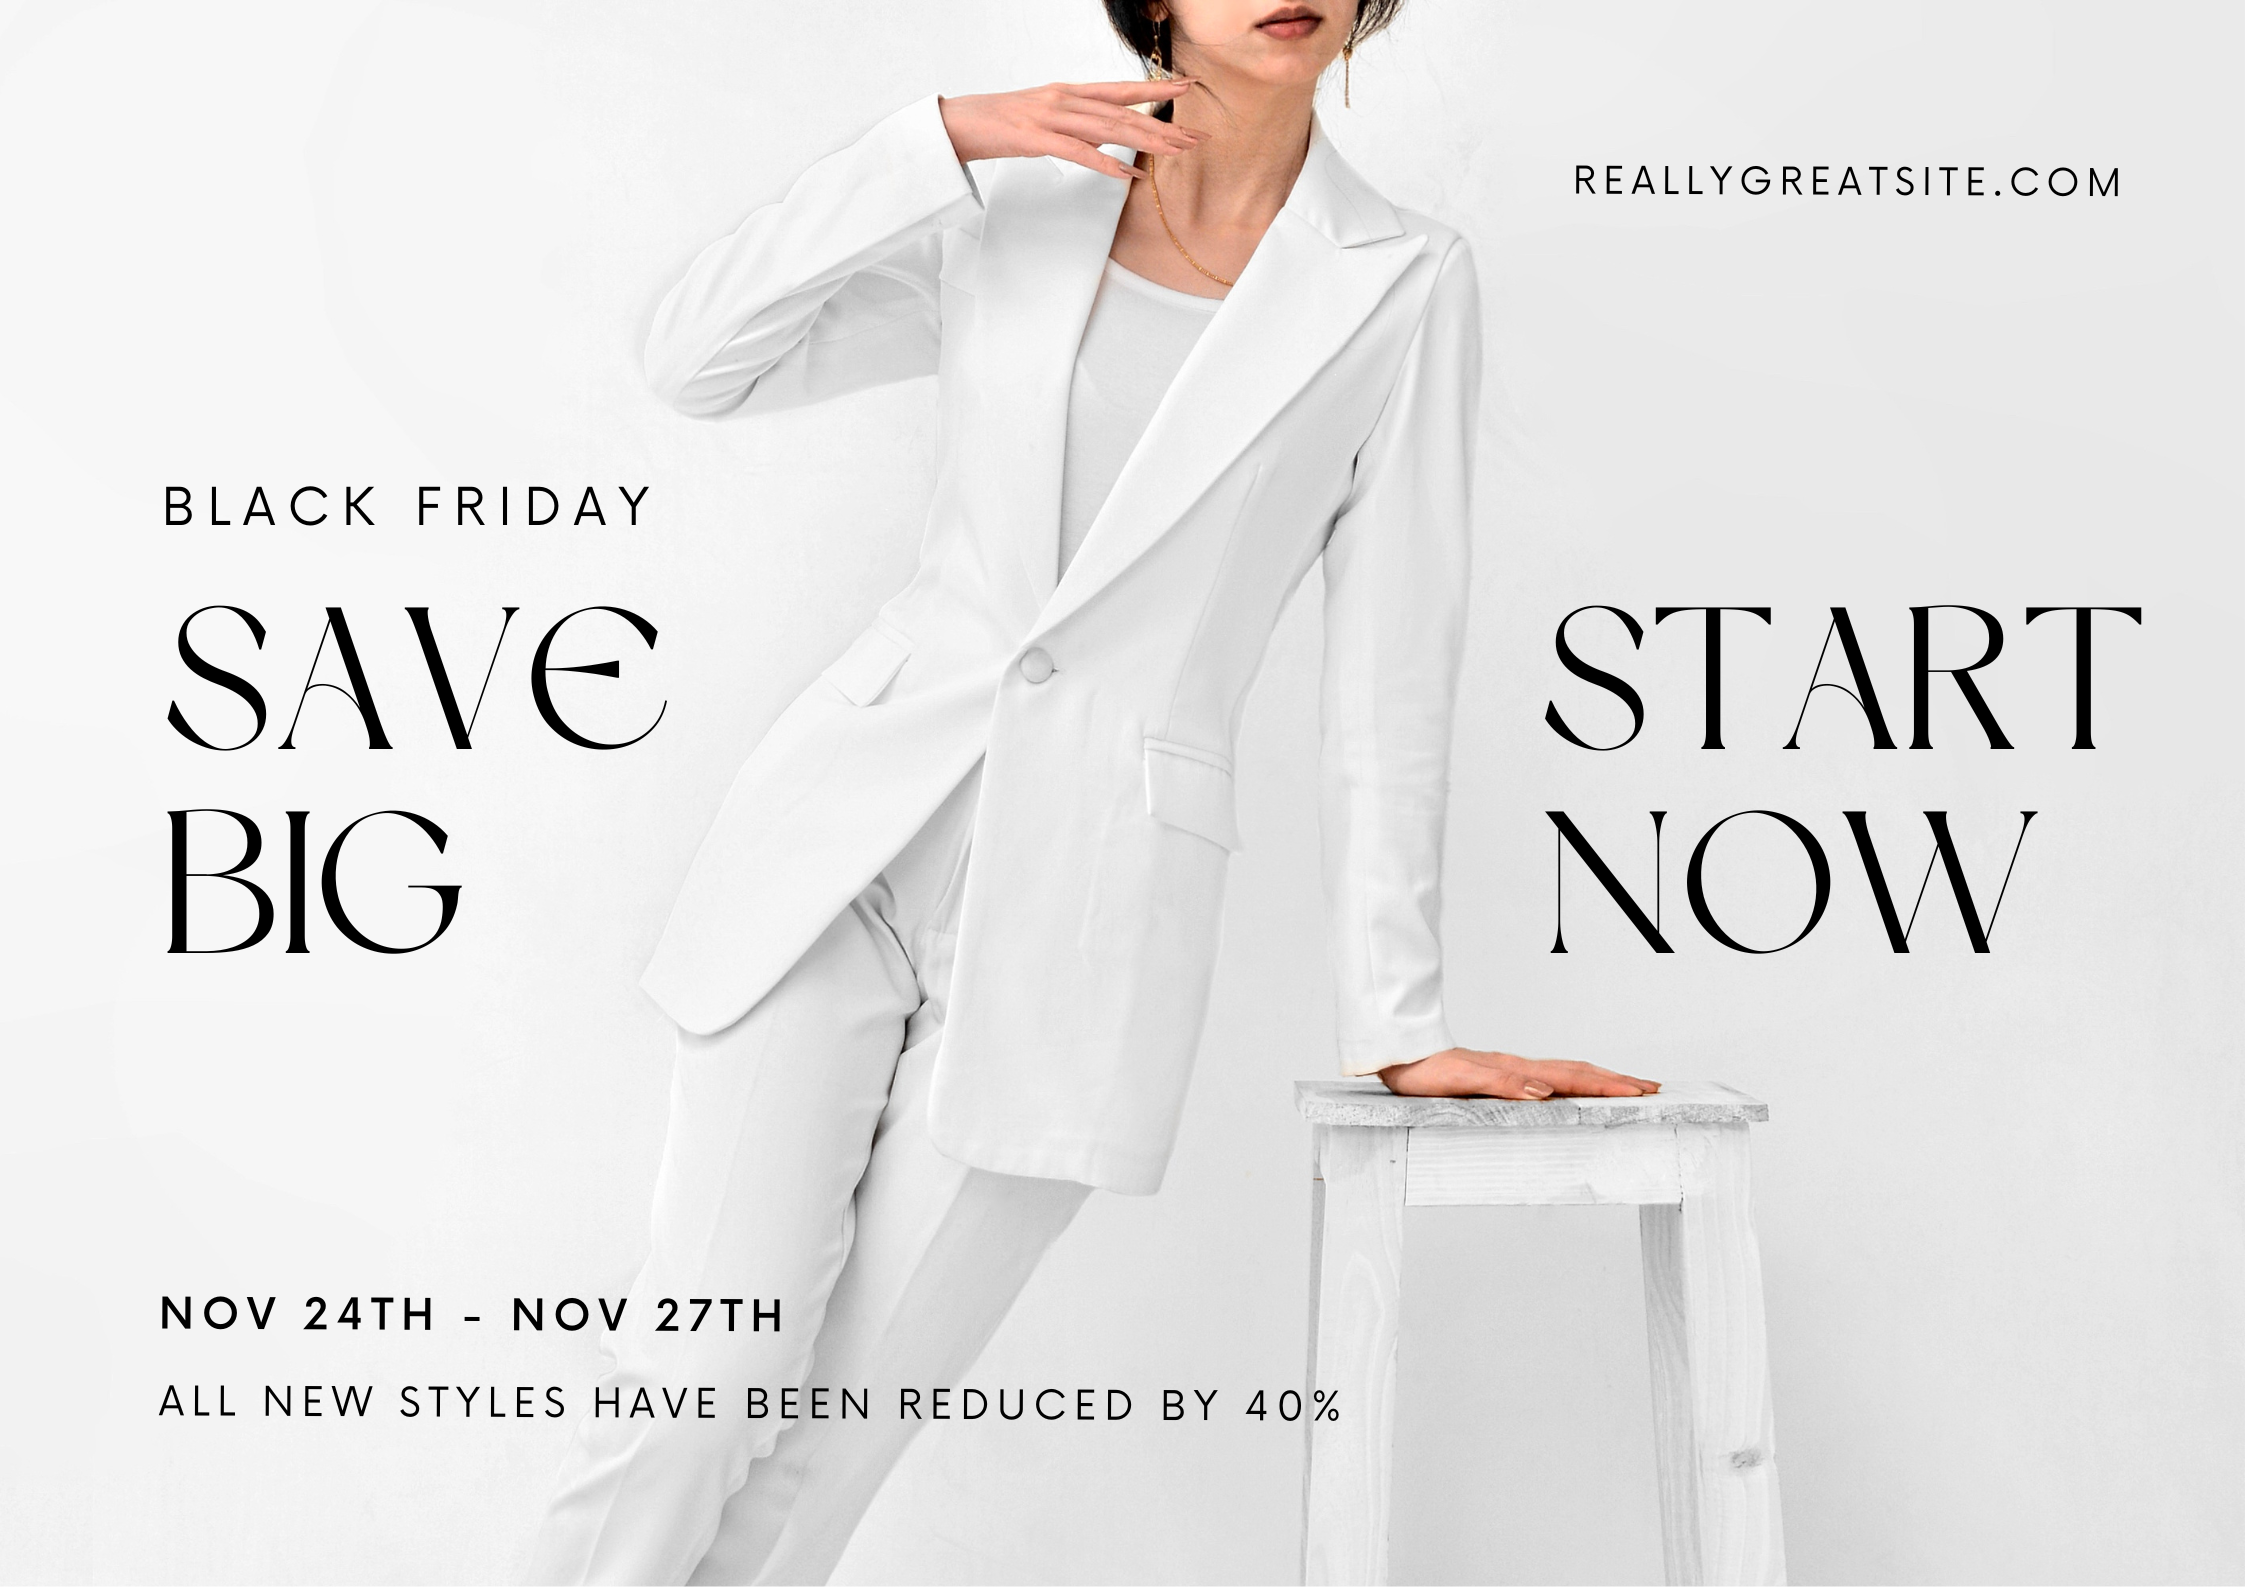 REALLYGREATSITE.COM
BLACK FRIDAY
SAVE
BIG
START
NOW
NOV 24TH - NOV 27TH
ALL NEW STYLES HAVE BEEN REDUCED BY 40%